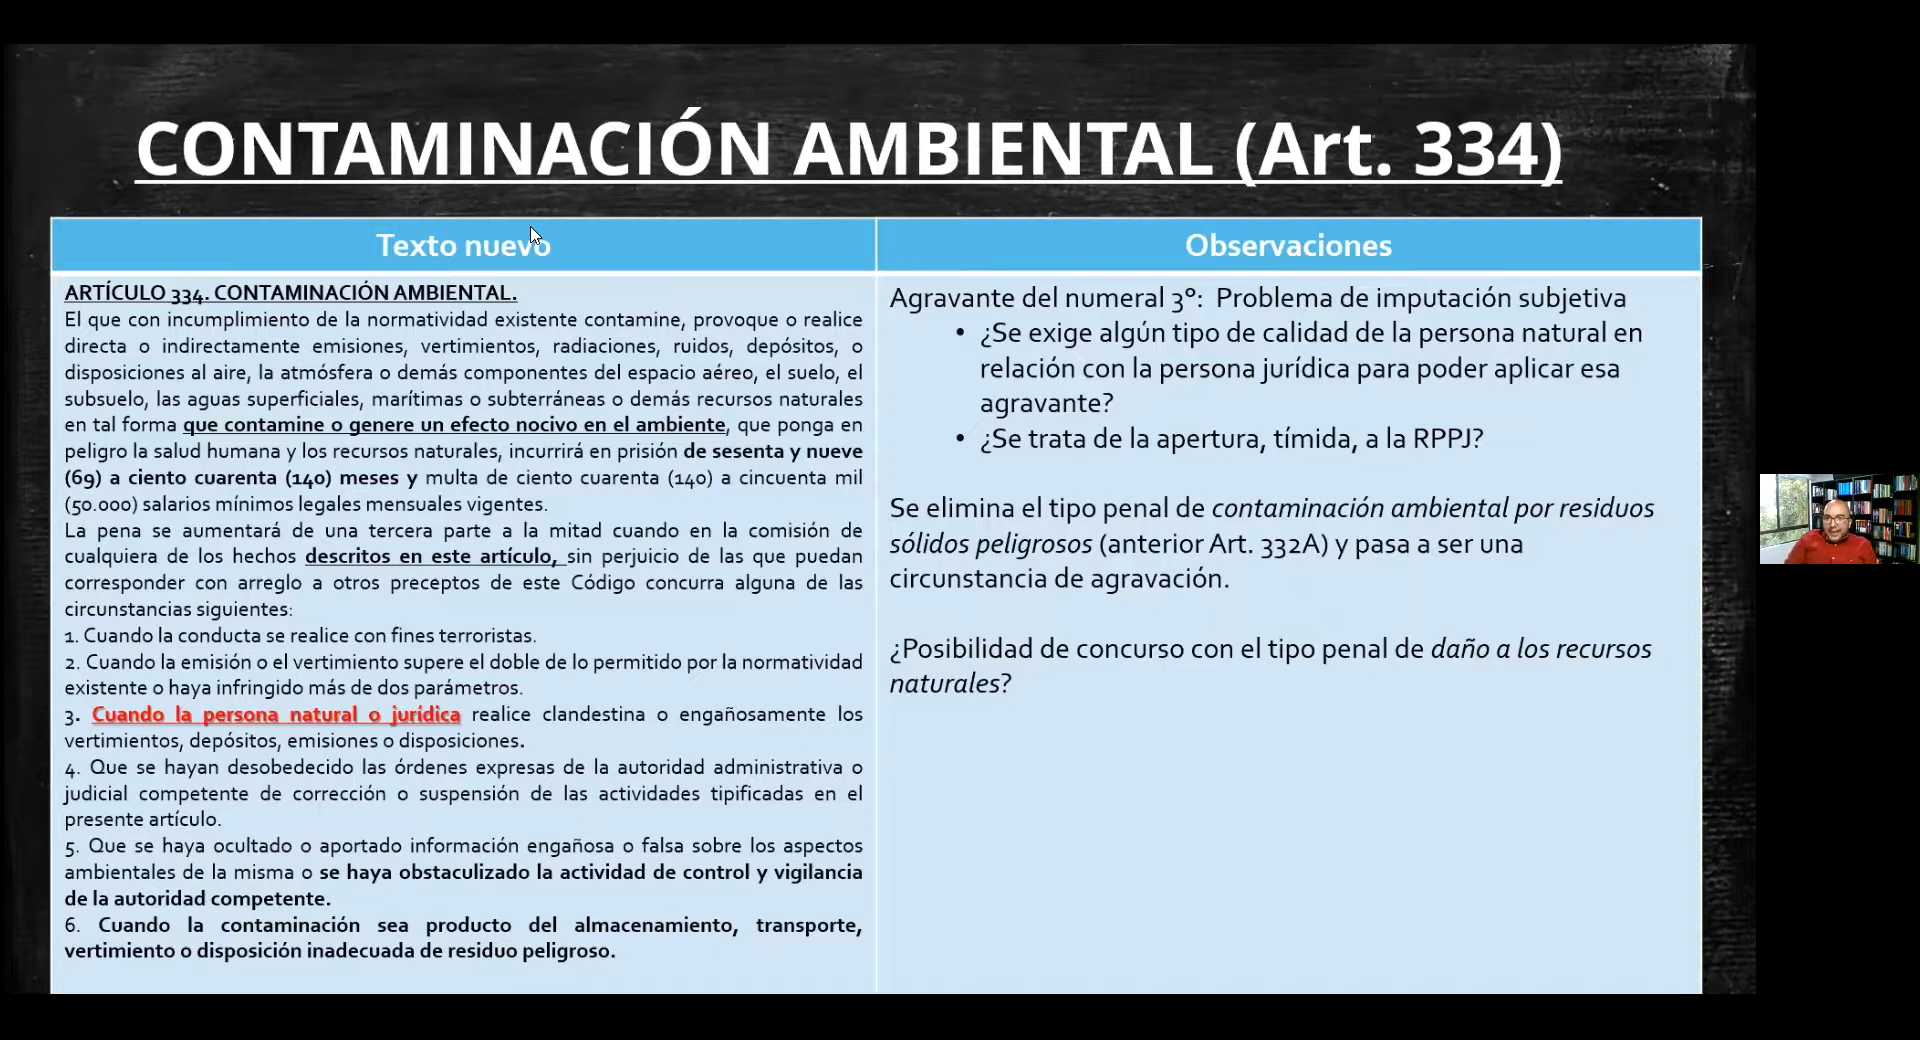 CONTAMINACIÓN AMBIENTAL (Art. 334)
Texto nuevo
Observaciones
ARTÍCULO 334. CONTAMINACIÓN AMBIENTAL.
El que con incumplimiento de la normatividad existente contamine, provoque o realice
directa o indirectamente emisiones, vertimientos, radiaciones, ruidos, depósitos, o
disposiciones al aire, la atmósfera o demás componentes del espacio aéreo, el suelo, el
subsuelo, las aguas superficiales, marítimas o subterráneas o demás recursos naturales
en tal forma que contamine o genere un efecto nocivo en el ambiente, que ponga en
peligro la salud humana y los recursos naturales, incurrirá en prisión de sesenta y nueve
(69) a ciento cuarenta (140) meses y multa de ciento cuarenta (140) a cincuenta mil
(50.000) salarios mínimos legales mensuales vigentes.
La pena se aumentará de una tercera parte a la mitad cuando en la comisión de
cualquiera de los hechos descritos en este artículo, sin perjuicio de las que puedan
corresponder con arreglo a otros preceptos de este Código concurra alguna de las
circunstancias siguientes:
1. Cuando la conducta se realice con fines terroristas.
2. Cuando la emisión o el vertimiento supere el doble de lo permitido por la normatividad
existente o haya infringido más de dos parámetros.
3. Cuando la persona natural o jurídica realice clandestina o engañosamente los
vertimientos, depósitos, emisiones o disposiciones.
4. Que se hayan desobedecido las órdenes expresas de la autoridad administrativa o
judicial competente de corrección o suspensión de las actividades tipificadas en el
presente artículo.
5. Que se haya ocultado o aportado información engañosa o falsa sobre los aspectos
ambientales de la misma o se haya obstaculizado la actividad de control y vigilancia
de la autoridad competente.
6. Cuando la contaminación sea producto del almacenamiento, transporte,
vertimiento o disposición inadecuada de residuo peligroso.
Agravante del numeral 3°: Problema de imputación subjetiva
• ¿Se exige algún tipo de calidad de la persona natural en
relación con la persona jurídica para poder aplicar esa
agravante?
• ¿Se trata de la apertura, tímida, a la RPPJ?
Se elimina el tipo penal de contaminación ambiental por residuos
sólidos peligrosos (anterior Art. 332A) y pasa a ser una
circunstancia de agravación.
¿Posibilidad de concurso con el tipo penal de daño a los recursos
naturales?